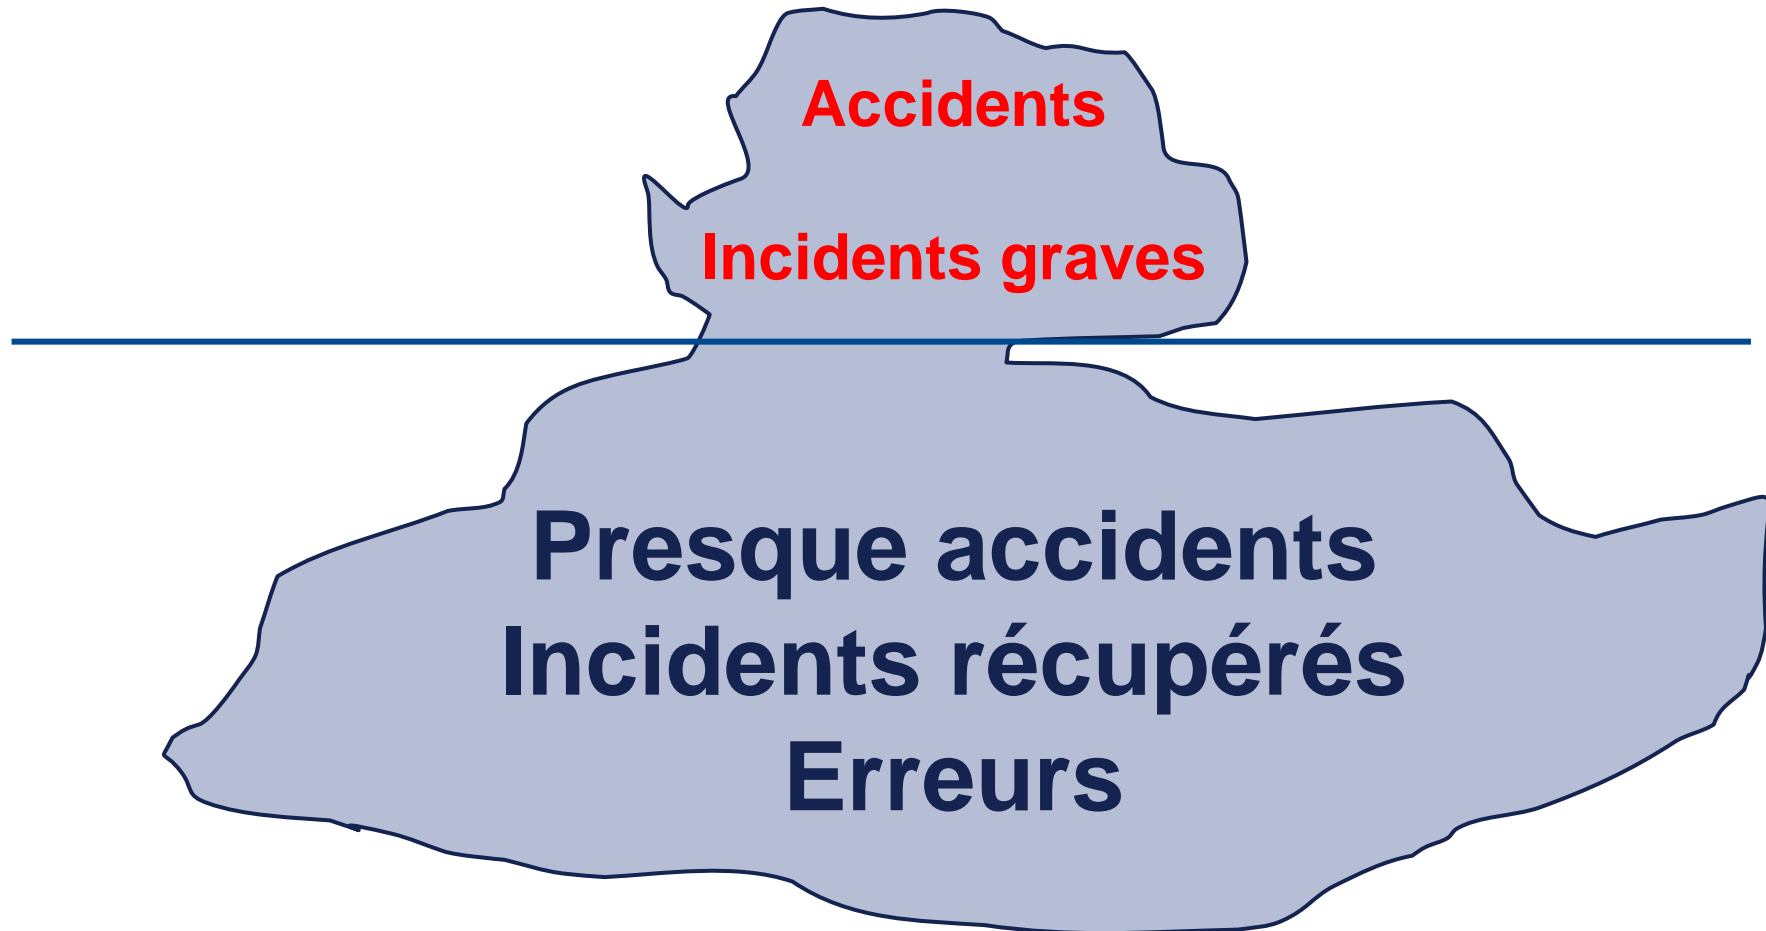 Accidents
Incidents graves
Presque accidents
Incidents récupérés
Erreurs